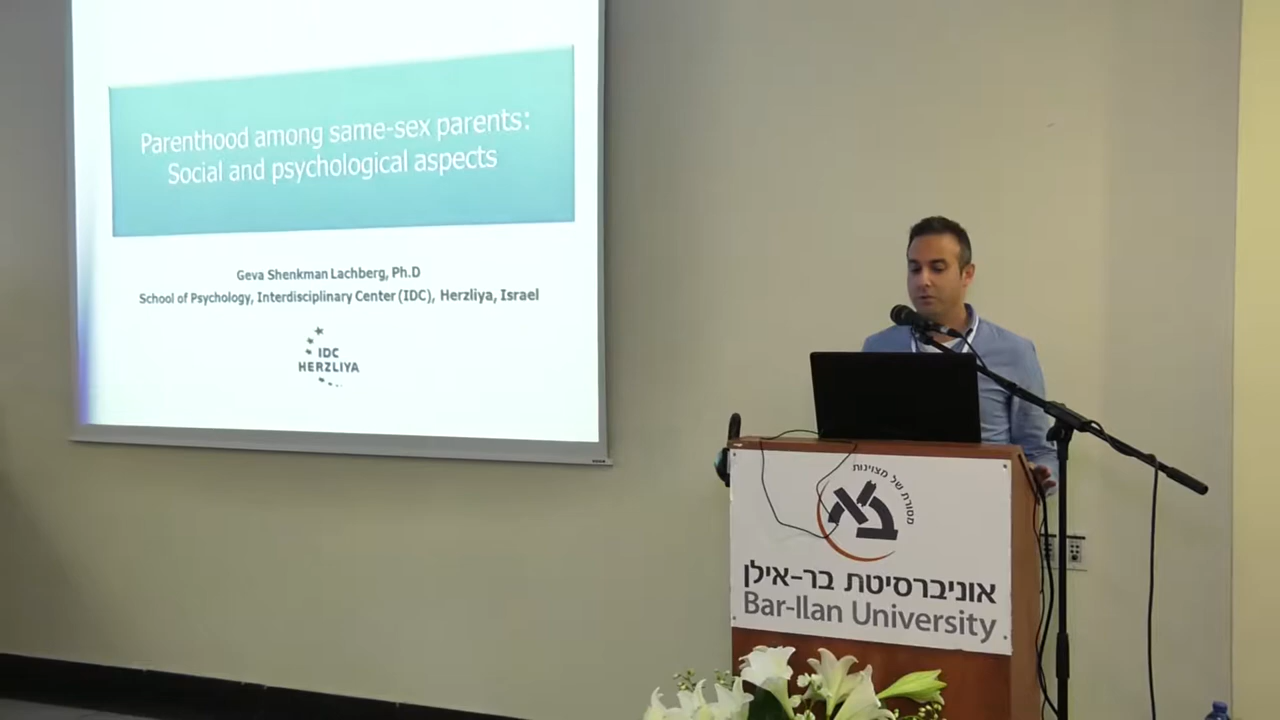 Parenthood among same-sex parents:
Social and psychological aspects
Geva Shenkman Lachberg, Ph.D
School of Psychology, Interdisciplinary Center (IDC), Herzliya, Israel
IDC
HERZLIYA
מסורת של מצוינות
בא
אוניברסיטת בר-אילן
Bar-Ilan University